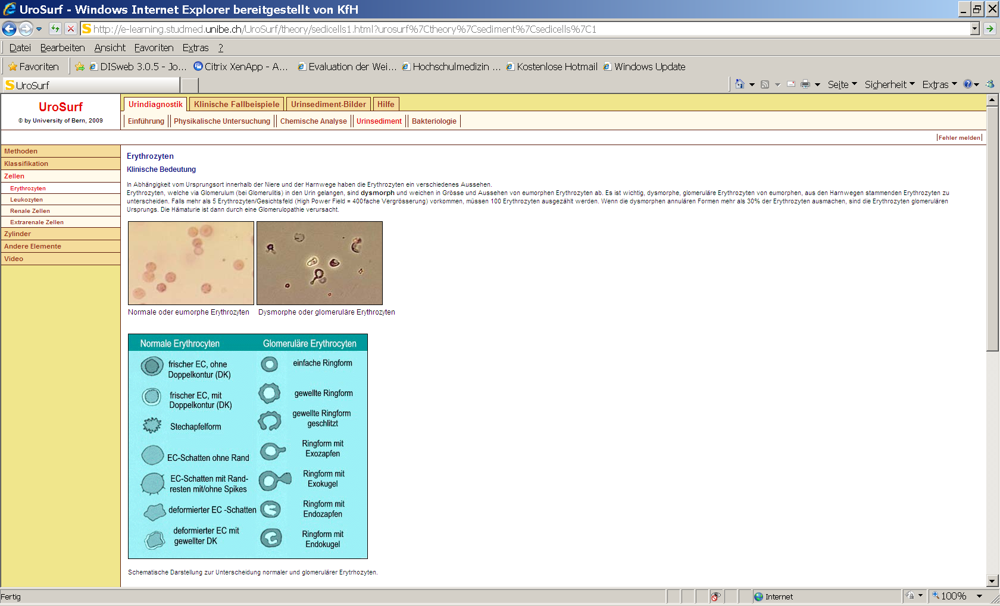 UroSurf - Windows Internet Explorer bereitgestellt von KfH
http://e-learning.studmed.unibe.ch/UroSurf/theory/sedicells1.html?urosurf%7Ctheory%7Csediment%7Csedicells%7C1
Datei Bearbeiten Ansicht Favoriten Extras ?
Favoriten DISweb 3.0.5 - Jo... Citrix XenApp - A... Evaluation der Wei... Hochschulmedizin ... Kostenlose Hotmail Windows Update
UroSurf Seite Sicherheit Extras
UroSurf
© by University of Bern, 2009
Urindiagnostik Klinische Fallbeispiele Urinsediment-Bilder Hilfe
Einführung Physikalische Untersuchung Chemische Analyse Urinsediment Bakteriologie
Fehler melden
Methoden
Klassifikation
Zellen
Erythrozyten
Leukozyten
Renale Zellen
Extrarenale Zellen
Zylinder
Andere Elemente
Video
Erythrozyten
Klinische Bedeutung
In Abhängigkeit vom Ursprungsort innerhalb der Niere und der Harnwege haben die Erythrozyten ein verschiedenes Aussehen.
Erythrozyten, welche via Glomerulum (bei Glomerulitis) in den Urin gelangen, sind dysmorph und weichen in Grösse und Aussehen von eumorphen Erythrozyten ab. Es ist wichtig, dysmorphe, glomeruläre Erythrozyten von eumorphen, aus den Harnwegen stammenden Erythrozyten zu
unterscheiden. Falls mehr als 5 Erythrozyten/Gesichtsfeld (High Power Field = 400fache Vergrösserung) vorkommen, müssen 100 Erythrozyten ausgezählt werden. Wenn die dysmorphen annulären Formen mehr als 30% der Erythrozyten ausmachen, sind die Erythrozyten glomerulären
Ursprungs. Die Hämaturie ist dann durch eine Glomerulopathie verursacht.
Normale oder eumorphe Erythrozyten Dysmorphe oder glomeruläre Erythrozyten
Normale Erythrocyten
frischer EC, ohne
Doppelkontur (DK)
frischer EC, mit
Doppelkontur (DK)
Stechapfelform
EC-Schatten ohne Rand
EC-Schatten mit Rand-
resten mit/ohne Spikes
deformierter EC -Schatten
deformierter EC mit
gewellter DK
Glomeruläre Erythrocyten
einfache Ringform
gewellte Ringform
gewellte Ringform
geschlitzt
Ringform mit
Exozapfen
Ringform mit
Exokugel
Ringform mit
Endozapfen
Ringform mit
Endokugel
Schematische Darstellung zur Unterscheidung normaler und glomerulärer Erytrhozyten.
Fertig Internet 100%